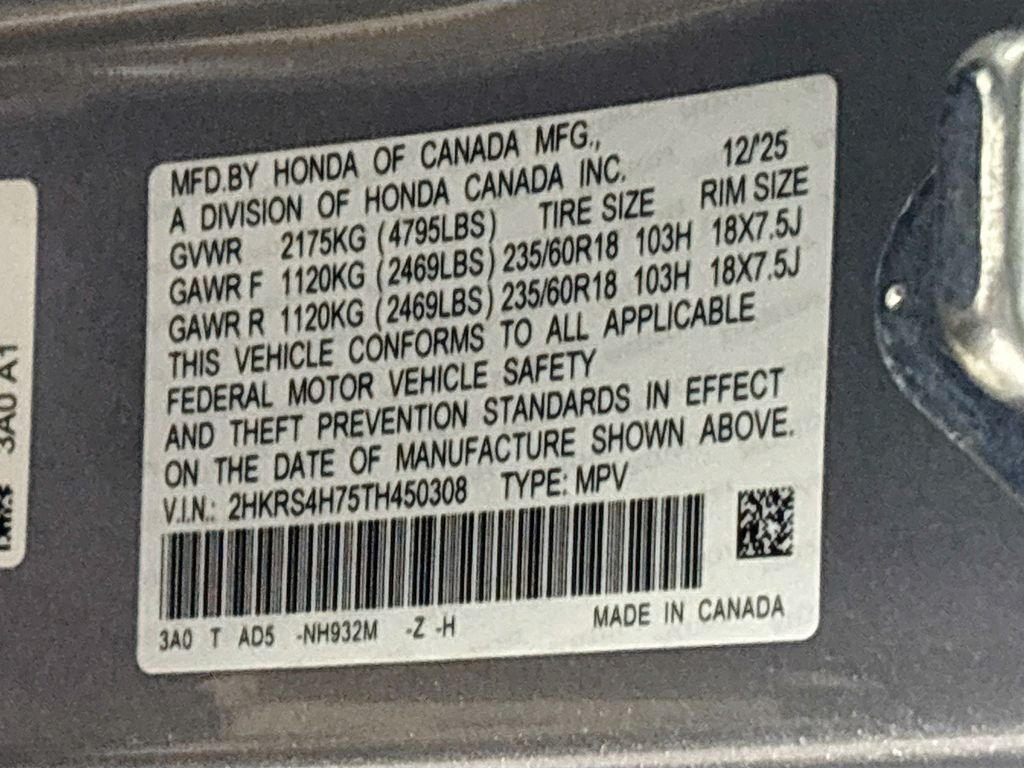 MFD.BY HONDA OF CANADA MFG., 12/'25
A DIVISION OF HONDA CANADA INC.
GVWR 2175KG (4795LBS) TIRE SIZE RIM SIZE
GAWR F 1120KG (2469LBS) 235/60R18 103H 18X7.5J
GAWR R 1120KG (2469LBS) 235/60R18 103H 18X7.5J
THIS VEHICLE CONFORMS TO ALL APPLICABLE
FEDERAL MOTOR VEHICLE SAFETY
AND THEFT PREVENTION STANDARDS IN EFFECT
ON THE DATE OF MANUFACTURE SHOWN ABOVE.
V.I.N.: 2HKRS4H75TH450308 TYPE: MPV
3A0 T AD5 -NH932M -Z -H MADE IN CANADA
3A0 A1